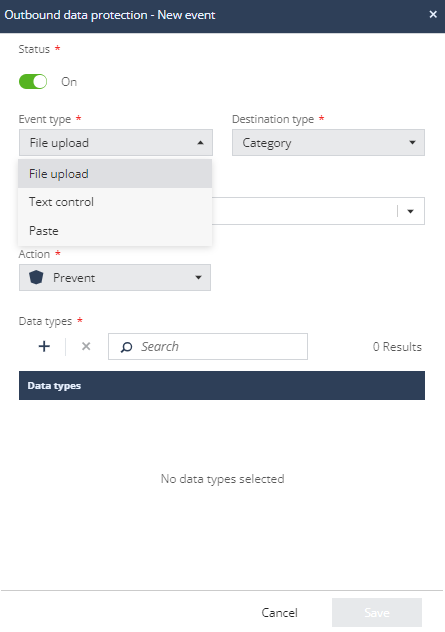 Outbound data protection - New event ×
Status *
On
Event type * Destination type *
File upload Category
File upload
Text control
Paste
Action *
Prevent
Data types *
+ × Search 0 Results
Data types
No data types selected
Cancel Save